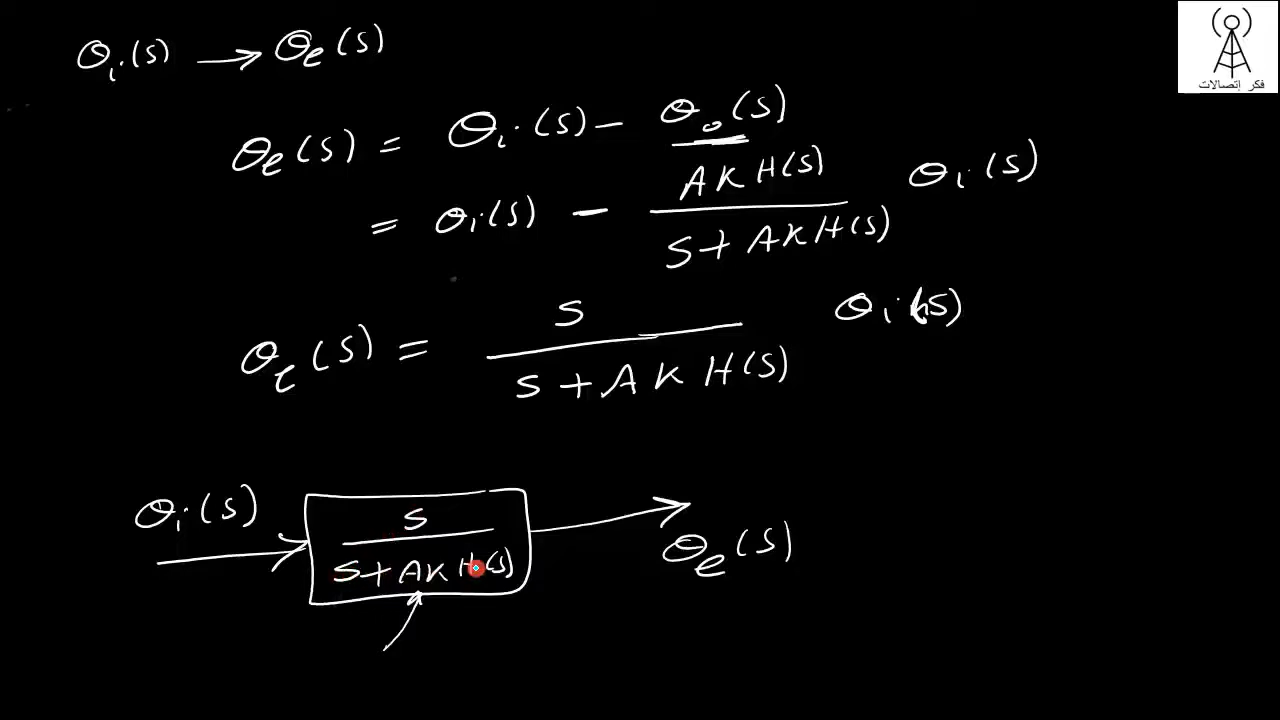 θi(s) → θe(s)
فكر إتصالات
θe(s) = θi(s) − θo(s)
= θi(s) − AKH(s) / S + AKH(s) θi(s)
θe(s) = S / S + AKH(s) θi(s)
θi(s) → S / S + AKH(s) → θe(s)